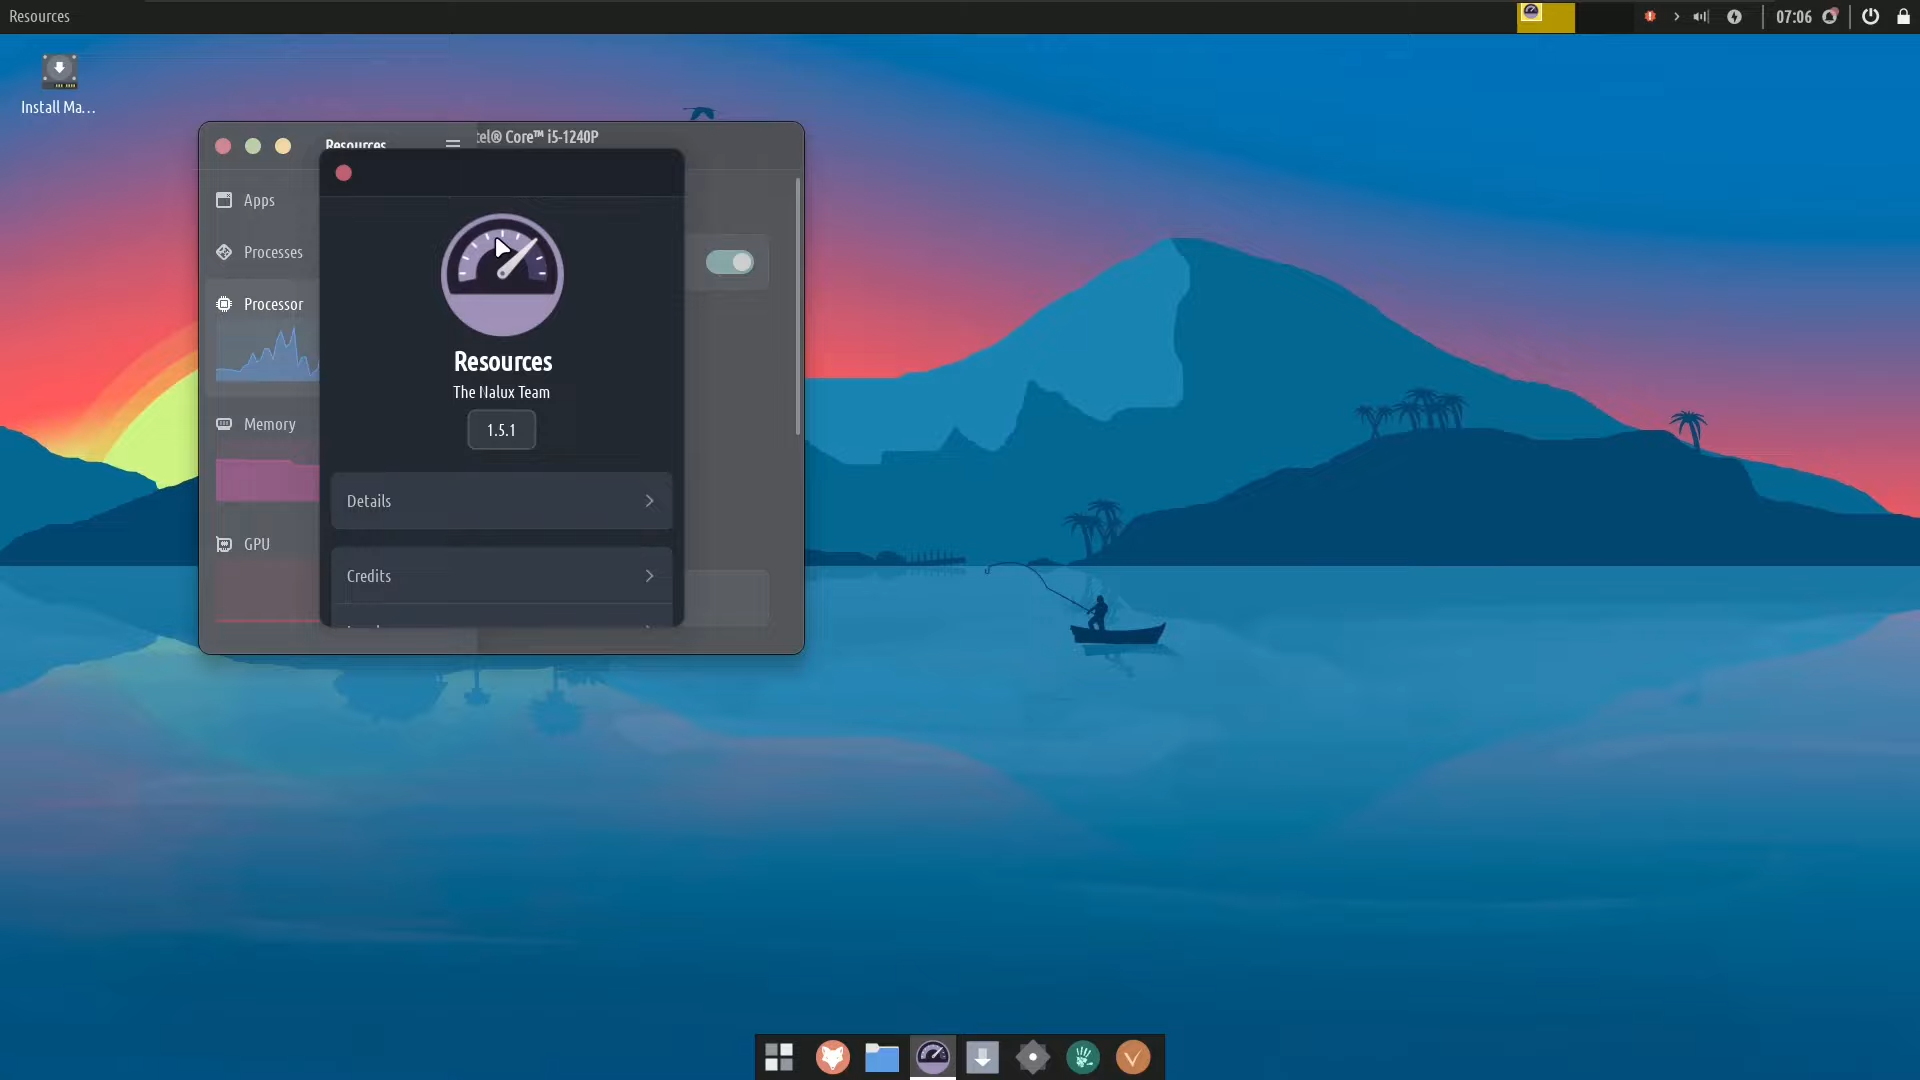 Resources
07:06
Install Ma...
Resources
tel® Core™ i5-1240P
Apps
Processes
Processor
Memory
GPU
Resources
The Nalux Team
1.5.1
Details
Credits